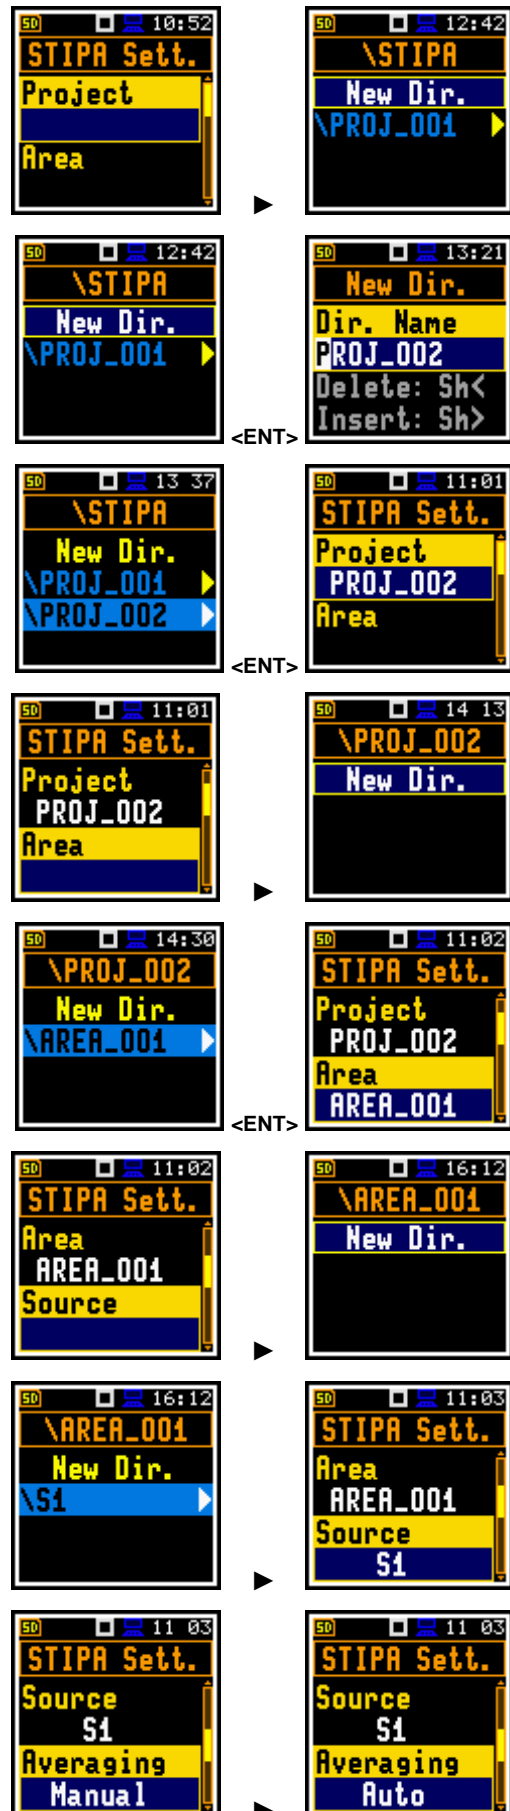 SD 10:52
STIPA Sett.
Project
Area
►
SD 12:42
\STIPA
New Dir.
\PROJ_001
SD 12:42
\STIPA
New Dir.
\PROJ_001
<ENT>
SD 13:21
New Dir.
Dir. Name
PROJ_002
Delete: Sh<
Insert: Sh>
SD 13 37
\STIPA
New Dir.
\PROJ_001
\PROJ_002
<ENT>
SD 11:01
STIPA Sett.
Project
PROJ_002
Area
SD 11:01
STIPA Sett.
Project
PROJ_002
Area
►
SD 14 13
\PROJ_002
New Dir.
SD 14:30
\PROJ_002
New Dir.
\AREA_001
<ENT>
SD 11:02
STIPA Sett.
Project
PROJ_002
Area
AREA_001
SD 11:02
STIPA Sett.
Area
AREA_001
Source
►
SD 16:12
\AREA_001
New Dir.
SD 16:12
\AREA_001
New Dir.
\S1
►
SD 11:03
STIPA Sett.
Area
AREA_001
Source
S1
SD 11 03
STIPA Sett.
Source
S1
Averaging
Manual
►
SD 11 03
STIPA Sett.
Source
S1
Averaging
Auto